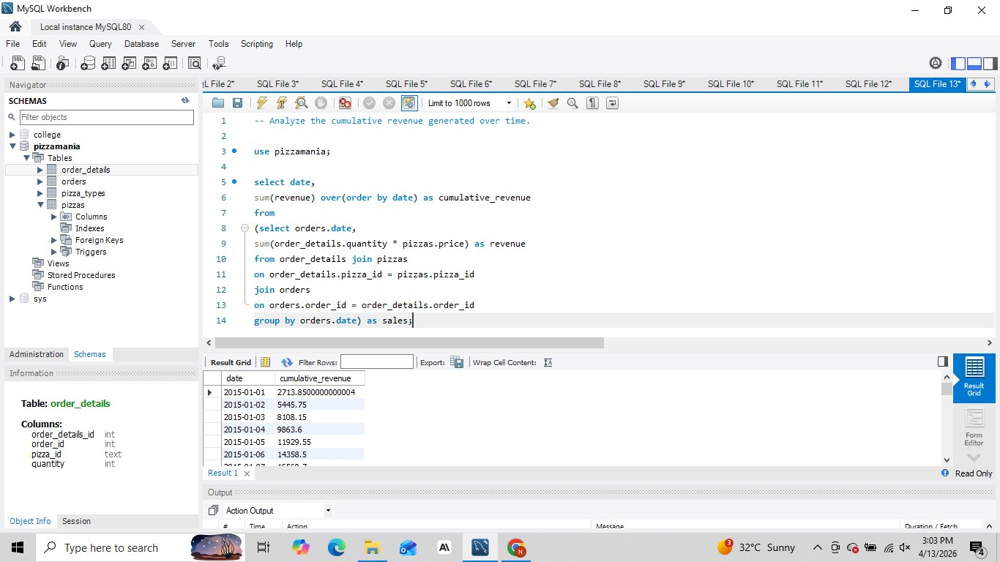 MySQL Workbench
Local instance MySQL80
File Edit View Query Database Server Tools Scripting Help
Navigator
SCHEMAS
Filter objects
college
pizzamania
Tables
order_details
orders
pizza_types
pizzas
Columns
Indexes
Foreign Keys
Triggers
Views
Stored Procedures
Functions
sys
Administration Schemas
Information
Table: order_details
Columns:
order_details_id int
order_id int
pizza_id text
quantity int
Object Info Session
L File 2* SQL File 3* SQL File 4* SQL File 5* SQL File 6* SQL File 7* SQL File 8* SQL File 9* SQL File 10* SQL File 11* SQL File 12* SQL File 13*
Limit to 1000 rows
1 -- Analyze the cumulative revenue generated over time.
2
3 use pizzamania;
4
5 select date,
6 sum(revenue) over(order by date) as cumulative_revenue
7 from
8 (select orders.date,
9 sum(order_details.quantity * pizzas.price) as revenue
10 from order_details join pizzas
11 on order_details.pizza_id = pizzas.pizza_id
12 join orders
13 on orders.order_id = order_details.order_id
14 group by orders.date) as sales;
Result Grid Filter Rows: Export: Wrap Cell Content:
date cumulative_revenue
2015-01-01 2713.8500000000004
2015-01-02 5445.75
2015-01-03 8108.15
2015-01-04 9863.6
2015-01-05 11929.55
2015-01-06 14358.5
Result Grid
Form Editor
Result 1
Read Only
Output
Action Output
# Time Action Message Duration / Fetch
Type here to search
32°C Sunny
3:03 PM
4/13/2026